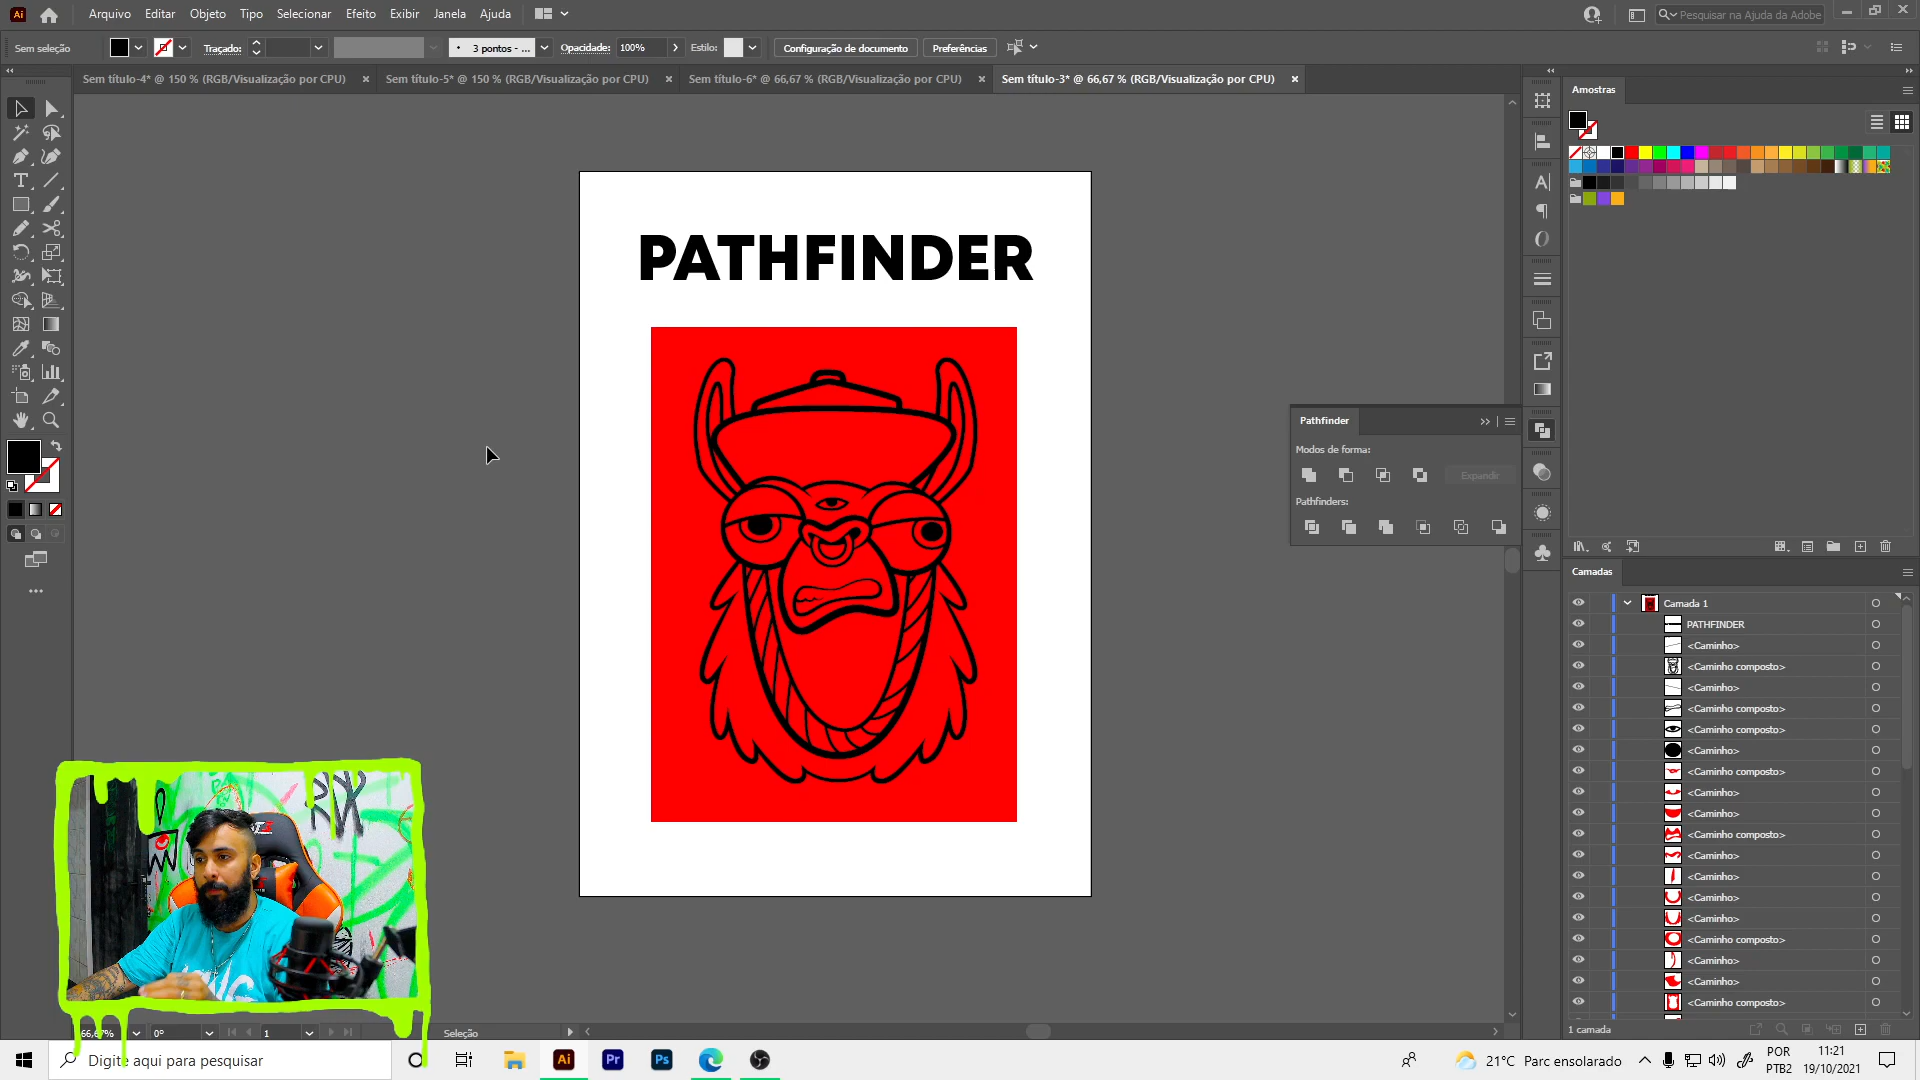 Ai
Arquivo Editar Objeto Tipo Selecionar Efeito Exibir Janela Ajuda
Pesquisar na Ajuda da Adobe
Sem seleção
Traçado:
3 pontos - ...
Opacidade: 100%
Estilo:
Configuração de documento
Preferências
Sem título-4* @ 150 % (RGB/Visualização por CPU) ×
Sem título-5* @ 150 % (RGB/Visualização por CPU) ×
Sem título-6* @ 66,67 % (RGB/Visualização por CPU) ×
Sem título-3* @ 66,67 % (RGB/Visualização por CPU) ×
Amostras
PATHFINDER
Pathfinder
Modos de forma:
Expandir
Pathfinders:
Camadas
Camada 1
PATHFINDER
<Caminho>
<Caminho composto>
<Caminho>
<Caminho composto>
<Caminho composto>
<Caminho>
<Caminho composto>
<Caminho>
<Caminho>
<Caminho composto>
<Caminho>
<Caminho>
<Caminho>
<Caminho>
<Caminho composto>
<Caminho>
<Caminho>
<Caminho composto>
1 camada
66,67% 0° 1 Seleção
Digite aqui para pesquisar
Ai Pr Ps
21°C Parc ensolarado
POR
PTB2
11:21
19/10/2021